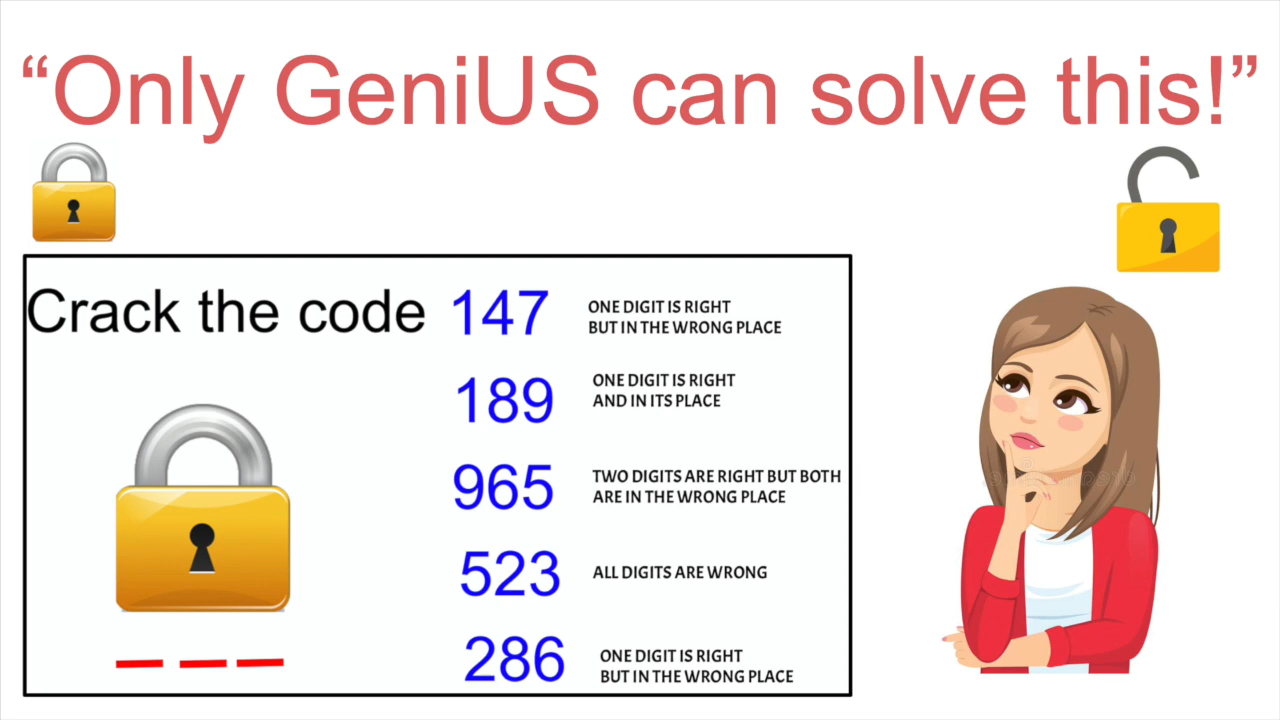 “Only GeniUS can solve this!”
Crack the code
147 ONE DIGIT IS RIGHT
BUT IN THE WRONG PLACE
189 ONE DIGIT IS RIGHT
AND IN ITS PLACE
965 TWO DIGITS ARE RIGHT BUT BOTH
ARE IN THE WRONG PLACE
523 ALL DIGITS ARE WRONG
286 ONE DIGIT IS RIGHT
BUT IN THE WRONG PLACE